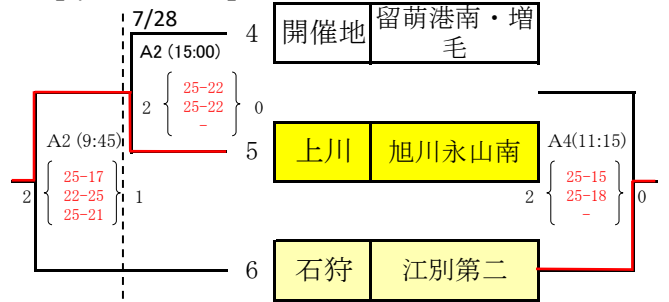 7/28
4 開催地 留萌港南・増
毛
A2 (15:00)
25-22
2 25-22 0
-
A2 (9:45)
5 上川 旭川永山南
A4(11:15)
25-17
2 22-25 1
25-21
25-15
2 25-18 0
-
6 石狩 江別第二